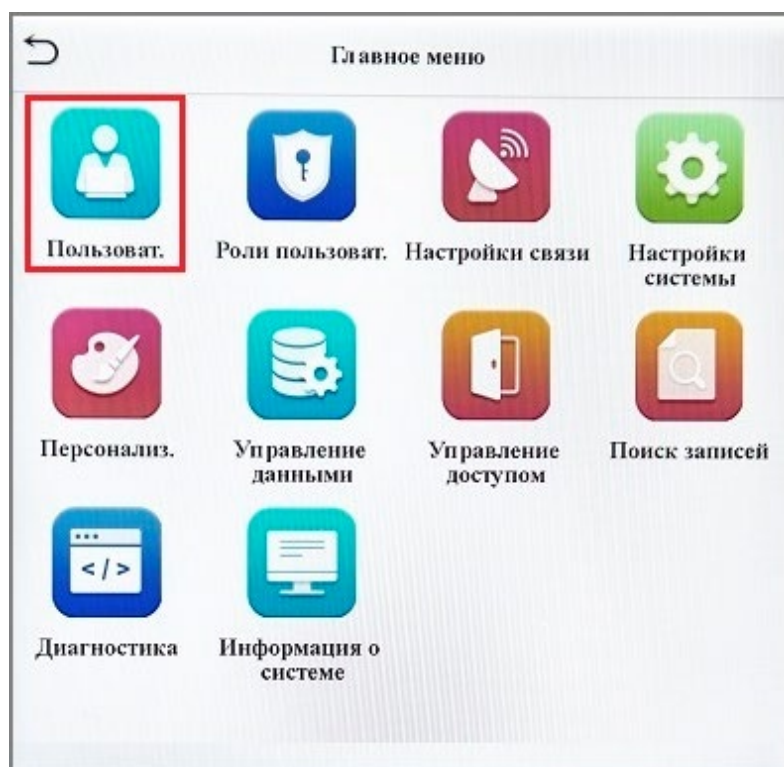 Главное меню
Пользоват. Роли пользоват. Настройки связи Настройки
системы
Персонализ. Управление Управление Поиск записей
данными доступом
</>
Диагностика Информация о
системе